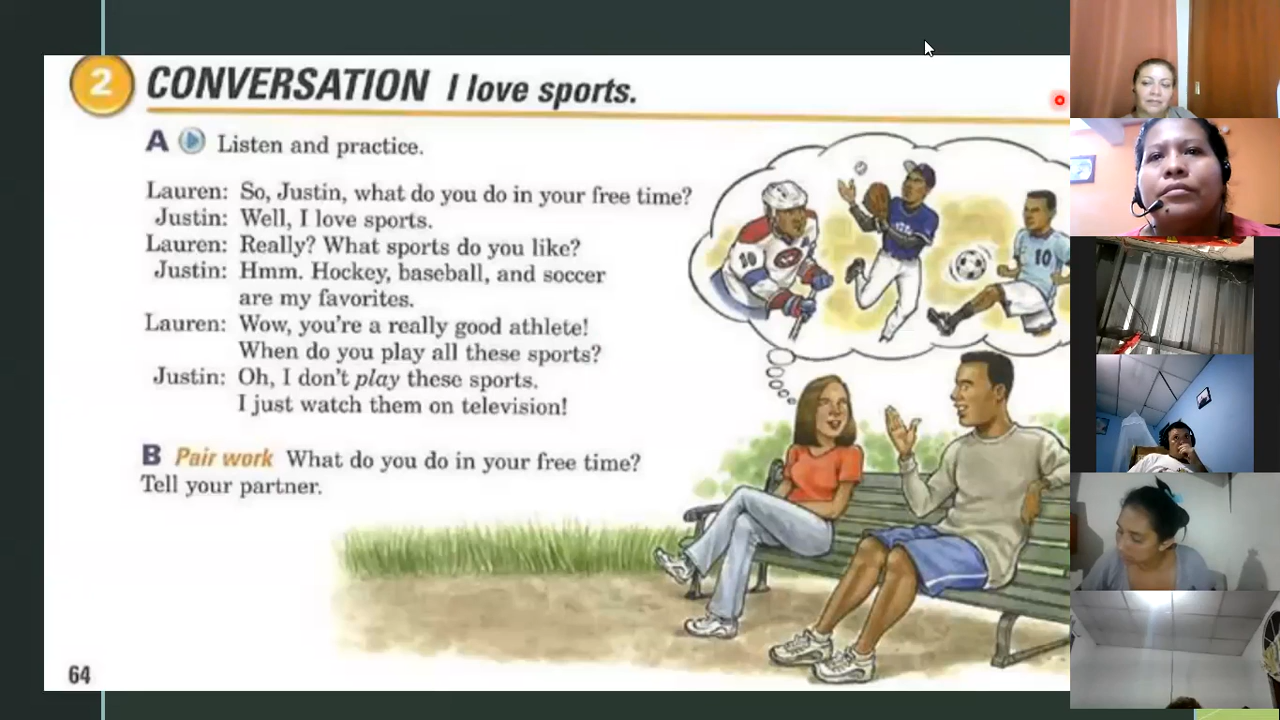 2 CONVERSATION I love sports.
A Listen and practice.
Lauren: So, Justin, what do you do in your free time?
Justin: Well, I love sports.
Lauren: Really? What sports do you like?
Justin: Hmm. Hockey, baseball, and soccer
are my favorites.
Lauren: Wow, you're a really good athlete!
When do you play all these sports?
Justin: Oh, I don't play these sports.
I just watch them on television!
B Pair work What do you do in your free time?
Tell your partner.
10
10
64